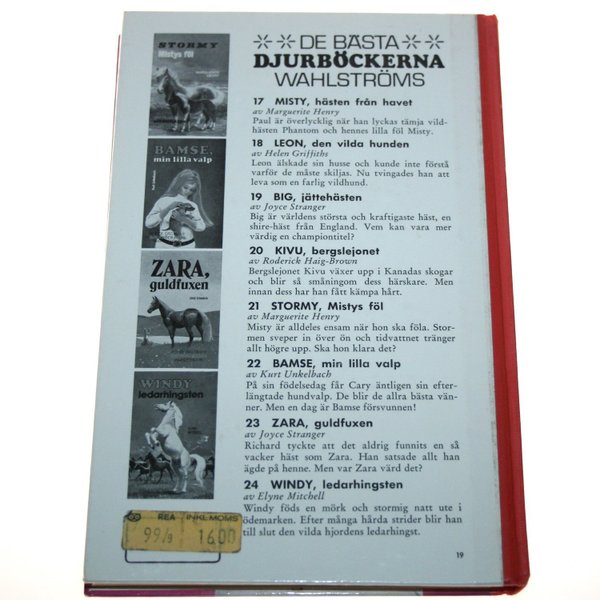 STORMY
Mistys föl
BAMSE,
min lilla valp
ZARA,
guldfuxen
WINDY
ledarhingsten
DE BÄSTA
DJURBÖCKERNA
WAHLSTRÖMS
17 MISTY, hästen från havet
av Marguerite Henry
Paul är överlycklig när han lyckas tämja vild-
hästen Phantom och hennes lilla föl Misty.
18 LEON, den vilda hunden
av Helen Griffiths
Leon älskade sin husse och kunde inte förstå
varför de måste skiljas. Nu tvingades han att
leva som en farlig vildhund.
19 BIG, jättehästen
av Joyce Stranger
Big är världens största och kraftigaste häst, en
shire-häst från England. Vem kan vara mer
värdig en championtitel?
20 KIVU, bergslejonet
av Roderick Haig-Brown
Bergslejonet Kivu växer upp i Kanadas skogar
och blir så småningom dess härskare. Men
innan dess har han fått kämpa hårt.
21 STORMY, Mistys föl
av Marguerite Henry
Misty är alldeles ensam när hon ska föla. Stor-
men sveper in över ön och tidvattnet tränger
allt högre upp. Ska hon klara det?
22 BAMSE, min lilla valp
av Kurt Unkelbach
På sin födelsedag får Cary äntligen sin efter-
längtade hundvalp. De blir de allra bästa vän-
ner. Men en dag är Bamse försvunnen!
23 ZARA, guldfuxen
av Joyce Stranger
Richard tyckte att det aldrig funnits en så
vacker häst som Zara. Han satsade allt han
ägde på henne. Men var Zara värd det?
24 WINDY, ledarhingsten
av Elyne Mitchell
Windy föds en mörk och stormig natt ute i
ödemarken. Efter många hårda strider blir han
till slut den vilda hjordens ledarhingst.
REA INKL MOMS
99/9 16.00
19